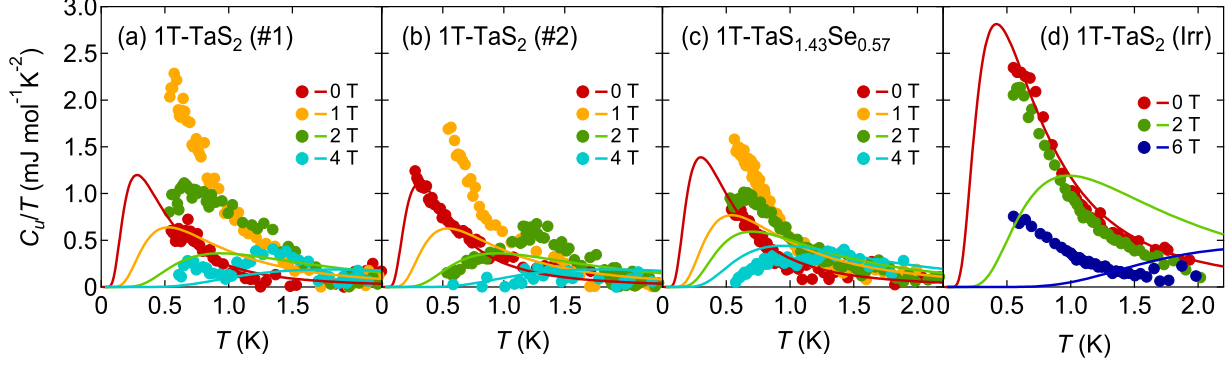 3.0
2.5
2.0
1.5
1.0
0.5
0
C_u/T (mJ mol⁻¹K⁻²)
(a) 1T-TaS₂ (#1)
0 T
1 T
2 T
4 T
0 0.5 1.0 1.5
T (K)
(b) 1T-TaS₂ (#2)
0 T
1 T
2 T
4 T
0 0.5 1.0 1.5
T (K)
(c) 1T-TaS₁.₄₃Se₀.₅₇
0 T
1 T
2 T
4 T
0 0.5 1.0 1.5 2.0
T (K)
(d) 1T-TaS₂ (Irr)
0 T
2 T
6 T
0 0.5 1.0 1.5 2.0
T (K)